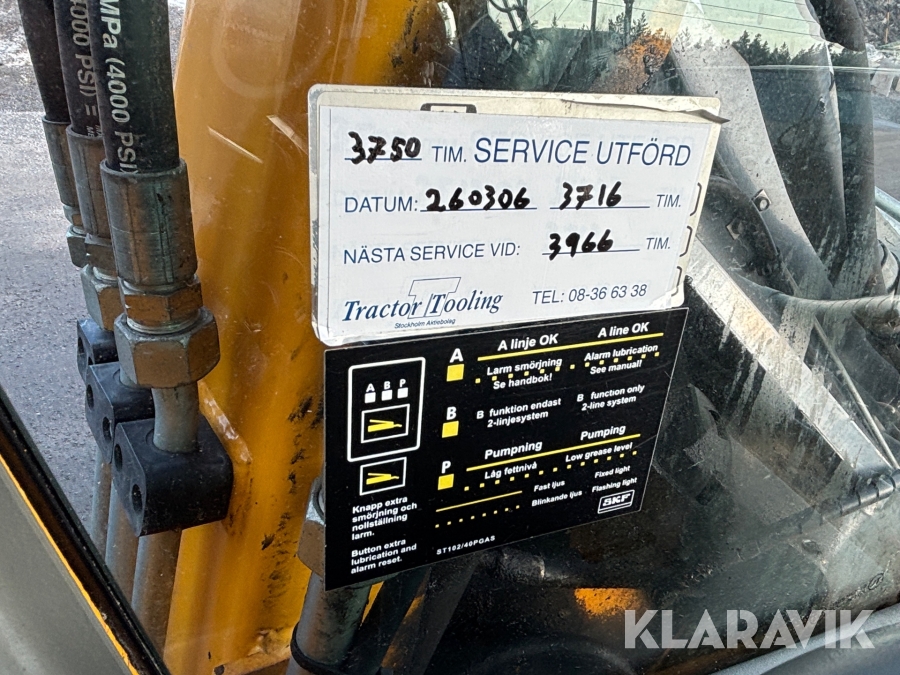 4000 PSI) =
MPa (4000 PSI)
3750 TIM. SERVICE UTFÖRD
DATUM: 260306 3716 TIM.
NÄSTA SERVICE VID: 3966 TIM.
Tractor Tooling TEL: 08-36 63 38
Stockholm Aktiebolag
A linje OK A line OK
A B P
A
Larm smörjning Alarm lubrication
Se handbok! See manual!
B
B funktion endast B function only
2-linjesystem 2-line system
Pumpning Pumping
P
Låg fettnivå Low grease level
Fast ljus Fixed light
Blinkande ljus Flashing light
SKF
Knapp extra
smörjning och
nollställning
larm.
Button extra
lubrication and
alarm reset.
ST102/40PGAS
KLARAVIK